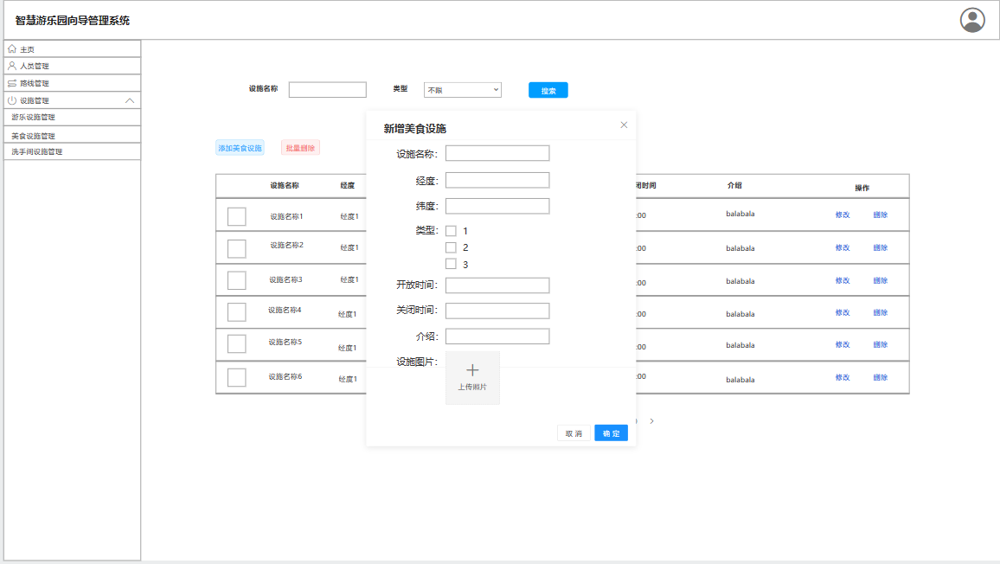 智慧游乐园向导管理系统
主页
人员管理
路线管理
设施管理
游乐设施管理
美食设施管理
洗手间设施管理
设施名称
类型
不限
搜索
添加美食设施
批量删除
设施名称 经度 闭时间 介绍 操作
设施名称1 经度1 :00 balabala 修改 删除
设施名称2 经度1 :00 balabala 修改 删除
设施名称3 经度1 :00 balabala 修改 删除
设施名称4 经度1 :00 balabala 修改 删除
设施名称5 经度1 :00 balabala 修改 删除
设施名称6 经度1 :00 balabala 修改 删除
新增美食设施
设施名称：
经度：
纬度：
类型： 1
2
3
开放时间：
关闭时间：
介绍：
设施图片：
上传照片
取 消
确 定